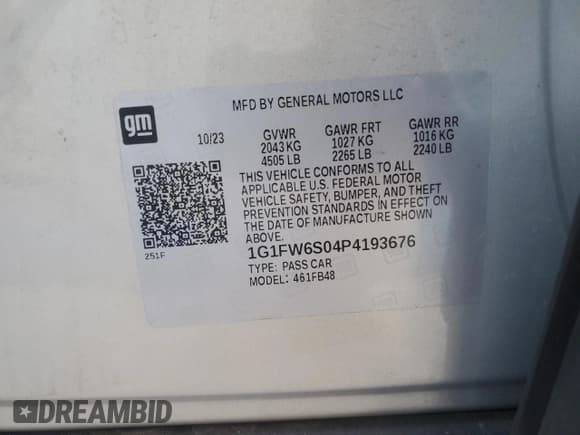 MFD BY GENERAL MOTORS LLC
gm
10/23
GVWR GAWR FRT GAWR RR
2043 KG 1027 KG 1016 KG
4505 LB 2265 LB 2240 LB
THIS VEHICLE CONFORMS TO ALL
APPLICABLE U.S. FEDERAL MOTOR
VEHICLE SAFETY, BUMPER, AND THEFT
PREVENTION STANDARDS IN EFFECT ON
THE DATE OF MANUFACTURE SHOWN
ABOVE.
251F
1G1FW6S04P4193676
TYPE: PASS CAR
MODEL: 461FB48
DREAMBID